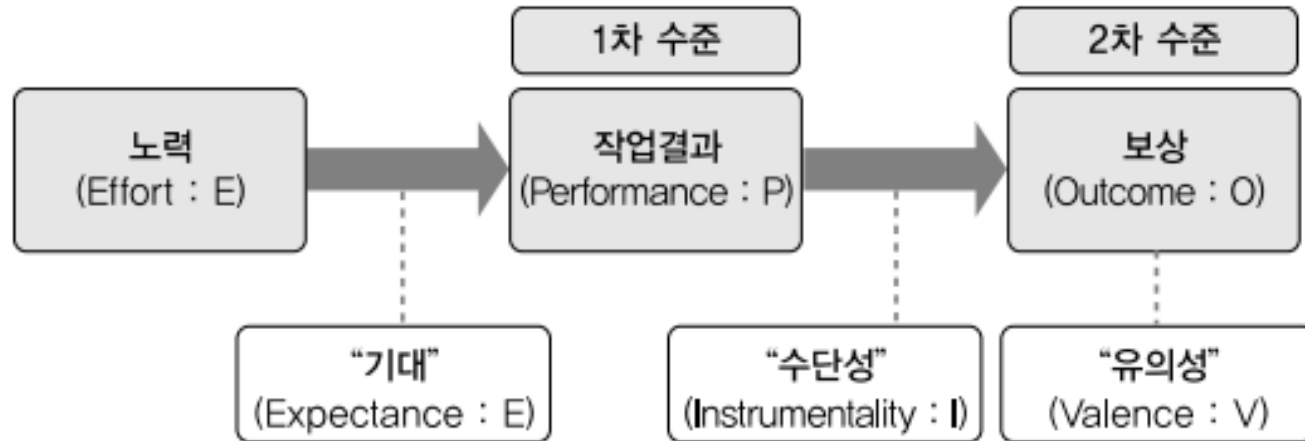 1차 수준
2차 수준
노력
(Effort : E)
작업결과
(Performance : P)
보상
(Outcome : O)
“기대”
(Expectance : E)
“수단성”
(Instrumentality : I)
“유의성”
(Valence : V)